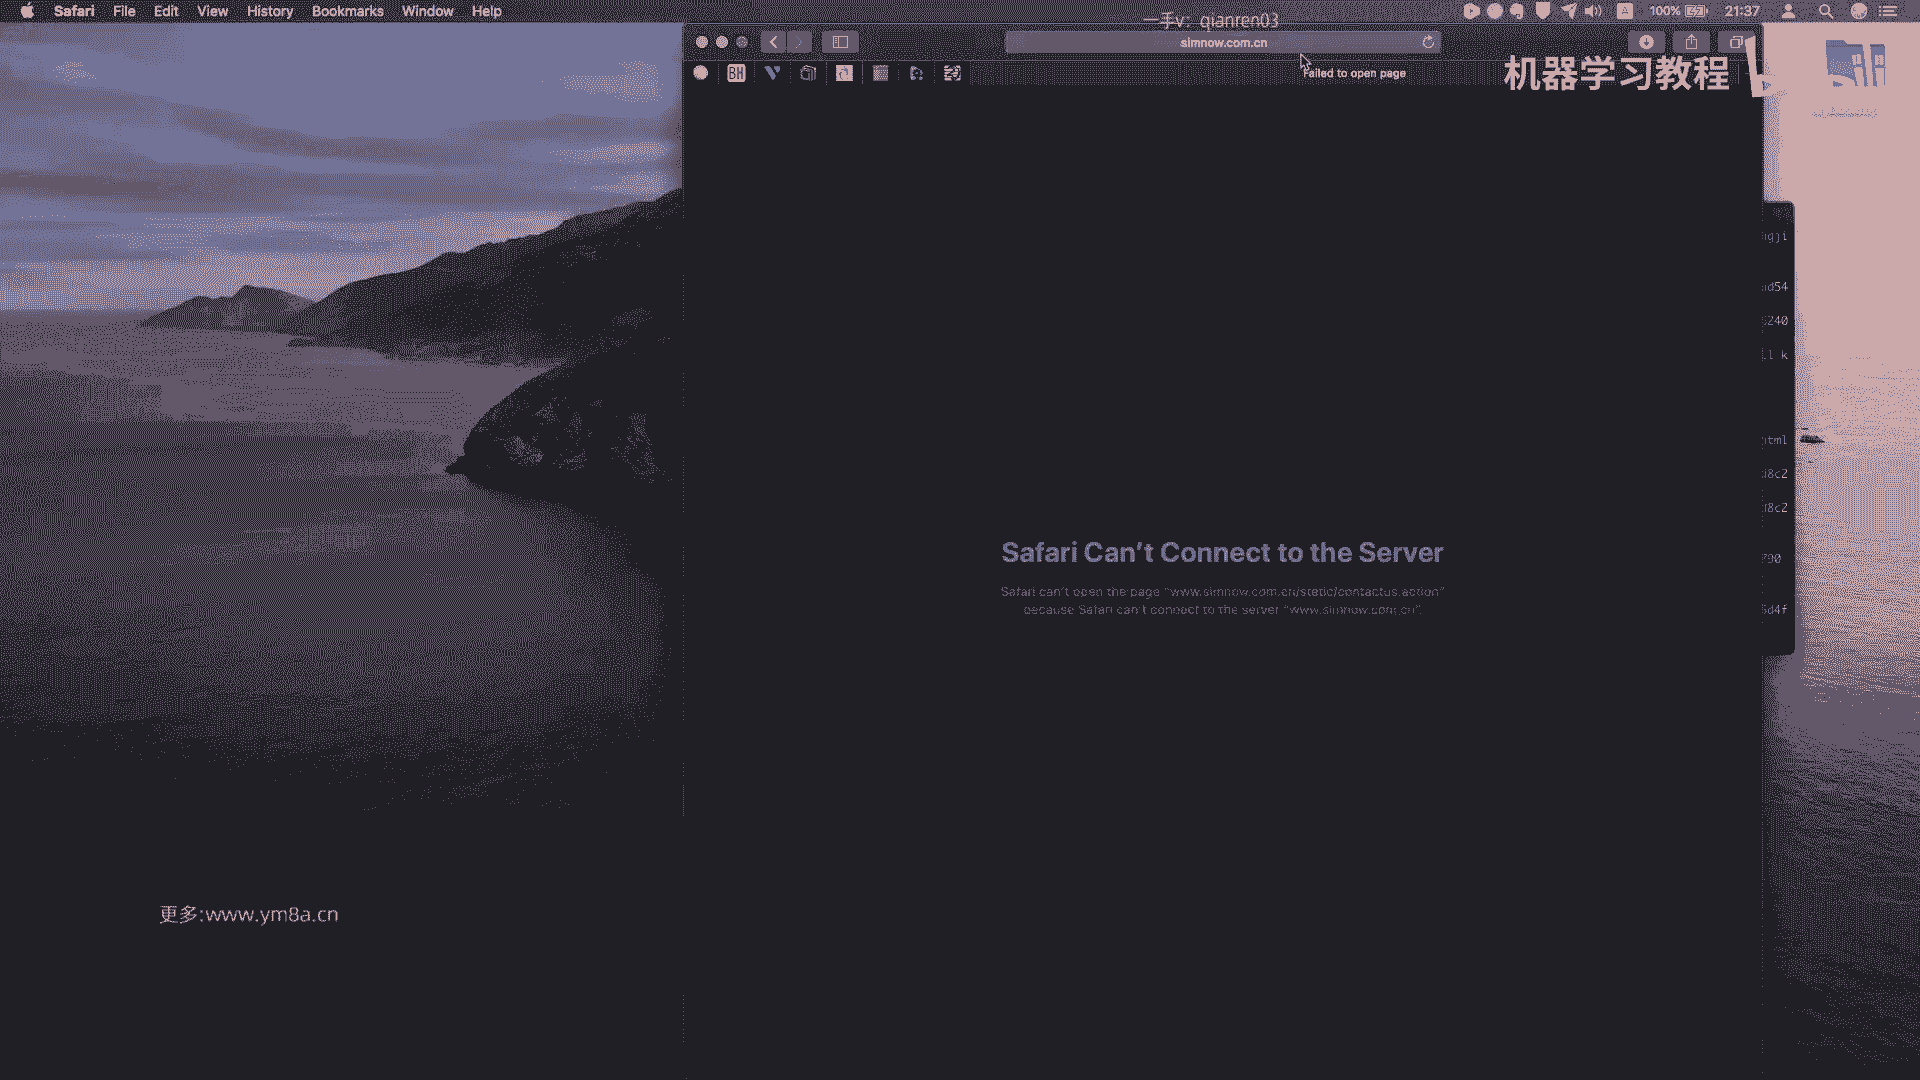 Safari File Edit View History Bookmarks Window Help
100% 21:37
一手v：qianren03
simnow.com.cn
BH
Failed to open page
机器学习教程
ngji
d54
240
ll k
html
8c2
8c2
790
5d4f
Safari Can't Connect to the Server
Safari can't open the page "www.simnow.com.cn/static/contactus.action"
because Safari can't connect to the server "www.simnow.com.cn".
更多:www.ym8a.cn